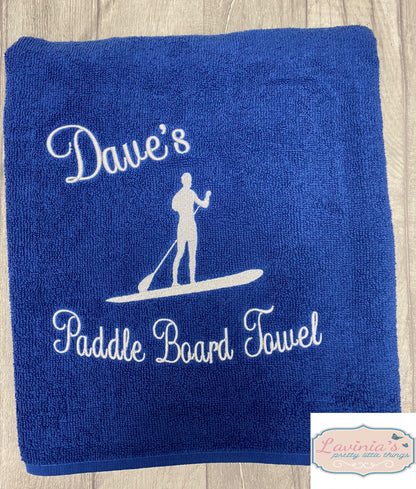 Dave's
Paddle Board Towel
Lavinia's
pretty little things